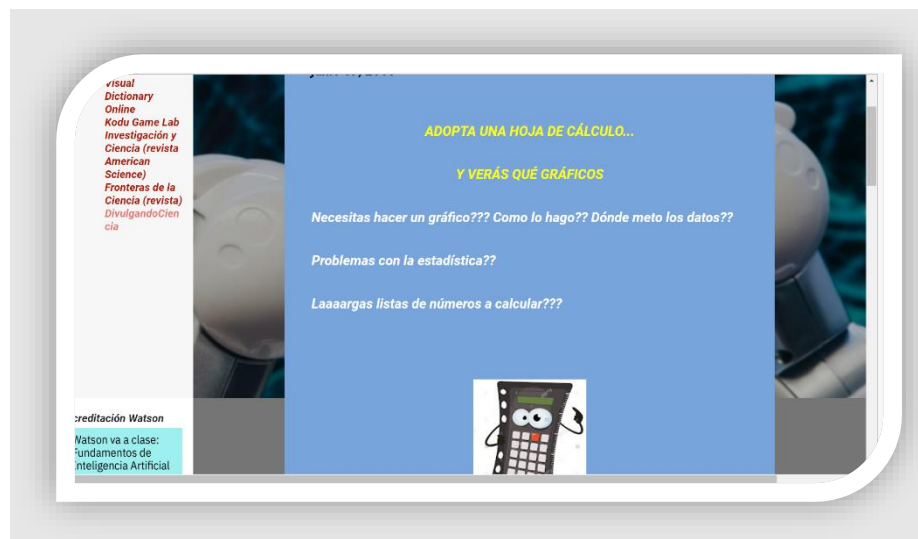 Visual
Dictionary
Online
Kodu Game Lab
Investigación y
Ciencia (revista
American
Science)
Fronteras de la
Ciencia (revista)
DivulgandoCien
cia
creditación Watson
Watson va a clase:
Fundamentos de
Inteligencia Artificial
ADOPTA UNA HOJA DE CÁLCULO...
Y VERÁS QUÉ GRÁFICOS
Necesitas hacer un gráfico??? Como lo hago?? Dónde meto los datos??
Problemas con la estadística??
Laaaargas listas de números a calcular???